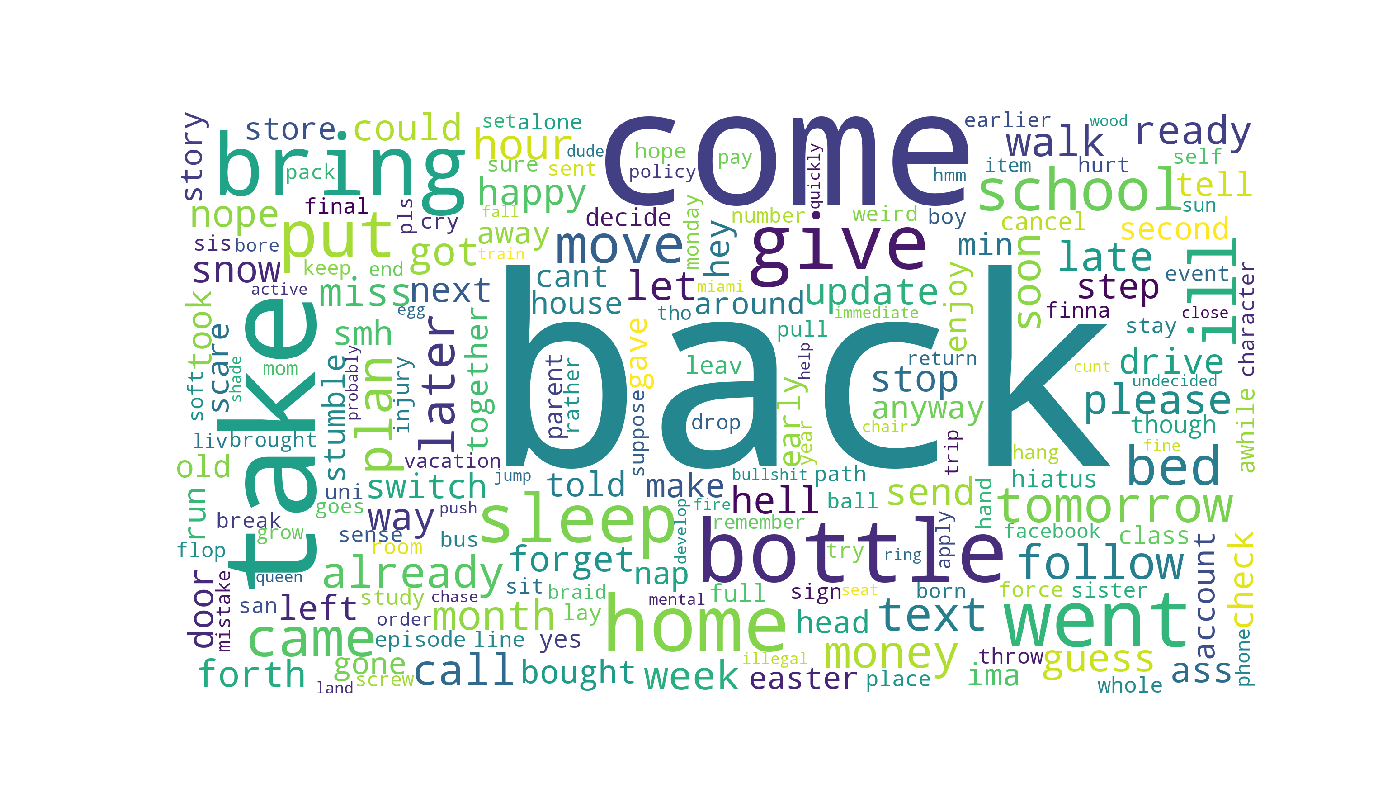 back
come
take
bring
give
bottle
went
home
sleep
put
school
tomorrow
ill
later
plan
move
bed
came
already
month
money
text
follow
send
please
call
week
bought
forth
door
story
store
could
hour
happy
ready
walk
tell
second
cancel
sun
self
hurt
item
earlier
wood
hmm
boy
weird
number
quickly
pay
policy
hope
dude
alone
set
sure
sent
pack
final
pls
cry
fall
away
decide
monday
hey
min
late
soon
enjoy
step
event
close
character
stay
finna
update
immediate
around
miami
let
tho
house
cant
train
got
nope
sis
bore
snow
keep
end
active
miss
next
egg
took
scare
soft
shade
mom
probably
smh
injury
together
stumble
liv
brought
old
run
vacation
jump
parent
rather
gave
leav
pull
help
return
stop
anyway
chair
cunt
undecided
drive
though
awhile
hang
fine
trip
early
year
drop
suppose
bullshit
path
told
make
hell
ball
hand
hiatus
facebook
class
account
check
switch
uni
goes
break
grow
flop
way
push
sense
room
bus
forget
nap
develop
fire
remember
try
ring
apply
queen
mistake
san
left
study
chase
order
sit
braid
lay
mental
full
sign
seat
born
force
sister
episode
line
yes
head
gone
screw
land
illegal
easter
place
ima
throw
guess
whole
ass
phone